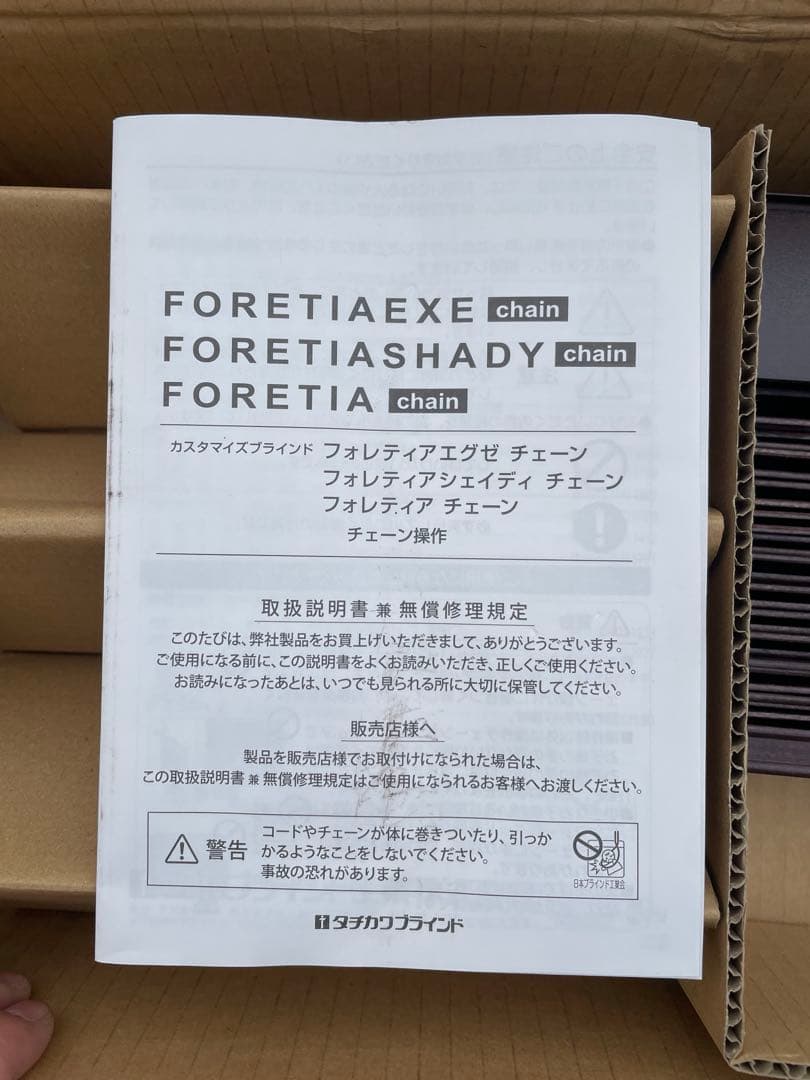 FORETIAEXE chain
FORETIASHADY chain
FORETIA chain
カスタマイズブラインド フォレティアエグゼ チェーン
フォレティアシェイディ チェーン
フォレティア チェーン
チェーン操作
取扱説明書 兼 無償修理規定
このたびは、弊社製品をお買上げいただきまして、ありがとうございます。
ご使用になる前に、この説明書をよくお読みいただき、正しくご使用ください。
お読みになったあとは、いつでも見られる所に大切に保管してください。
販売店様へ
製品を販売店様でお取付けになられた場合は、
この取扱説明書 兼 無償修理規定はご使用になられるお客様へお渡しください。
警告
コードやチェーンが体に巻きついたり、引っか
かるようなことをしないでください。
事故の恐れがあります。
日本ブラインド工業会
タチカワブラインド